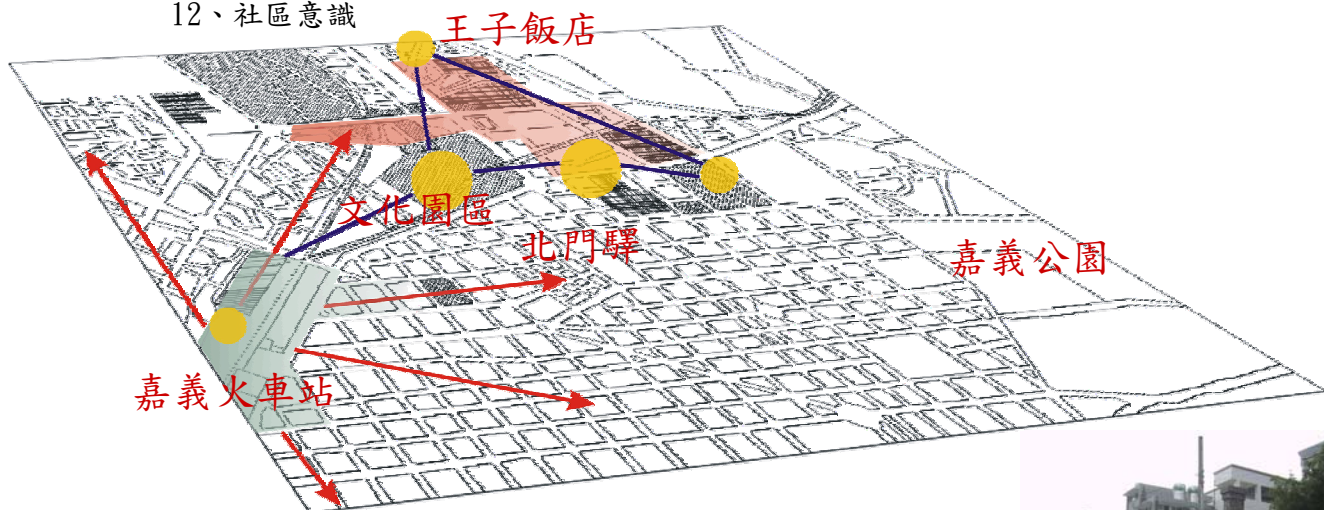 12、社區意識
王子飯店
文化園區
北門驛
嘉義公園
嘉義火車站